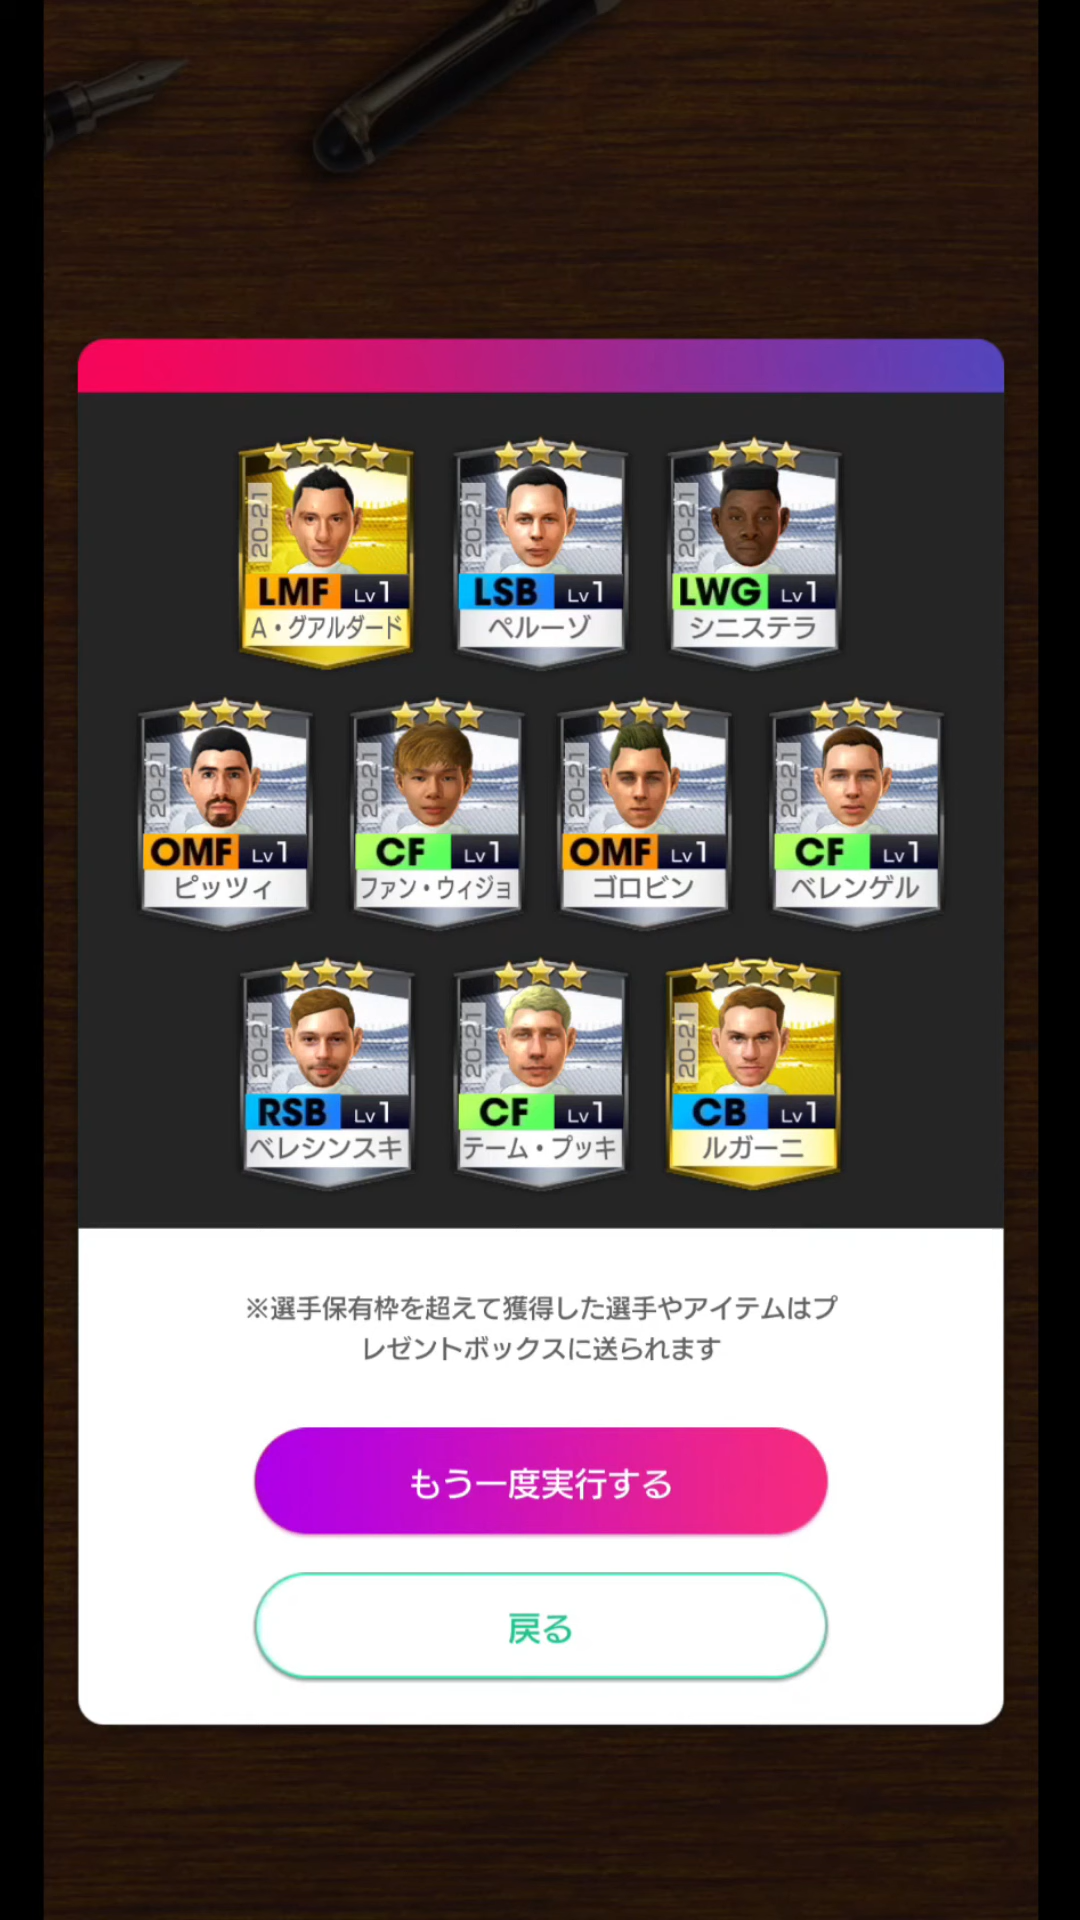 20-21
LMF Lv1
A・グアルダード
20-21
LSB Lv1
ペルーゾ
20-21
LWG Lv1
シニステラ
20-21
OMF Lv1
ピッツィ
20-21
CF Lv1
ファン・ウィジョ
20-21
OMF Lv1
ゴロビン
20-21
CF Lv1
ベレンゲル
20-21
RSB Lv1
ベレシンスキ
20-21
CF Lv1
テーム・プッキ
20-21
CB Lv1
ルガーニ
※選手保有枠を超えて獲得した選手やアイテムはプ
レゼントボックスに送られます
もう一度実行する
戻る